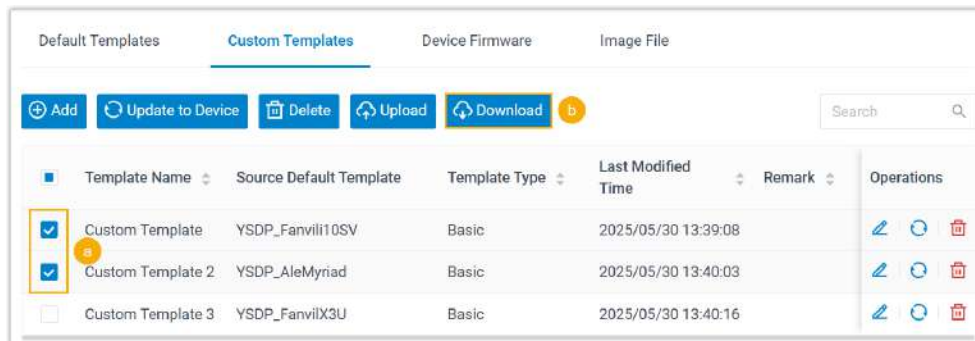 Default Templates Custom Templates Device Firmware Image File
Add Update to Device Delete Upload Download b Search
Template Name Source Default Template Template Type Last Modified Time Remark Operations
Custom Template YSDP_Fanvili10SV Basic 2025/05/30 13:39:08
a
Custom Template 2 YSDP_AleMyriad Basic 2025/05/30 13:40:03
Custom Template 3 YSDP_FanvilX3U Basic 2025/05/30 13:40:16